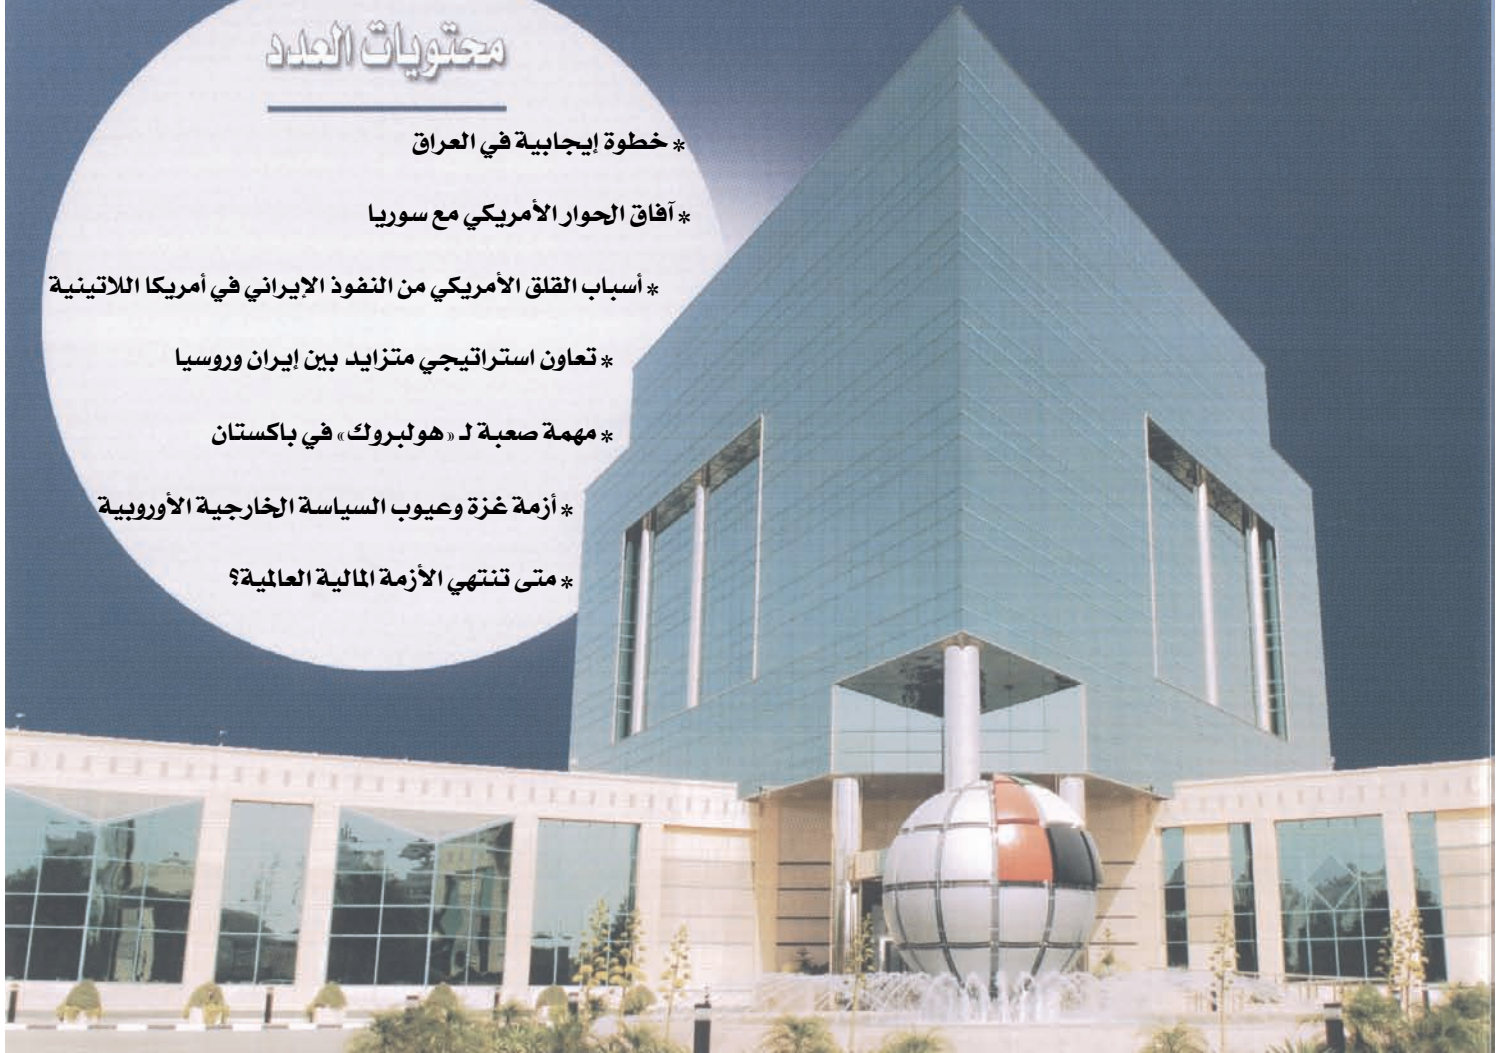 محتويات العدد
* خطوة إيجابية في العراق
* آفاق الحوار الأمريكي مع سوريا
* أسباب القلق الأمريكي من النفوذ الإيراني في أمريكا اللاتينية
* تعاون استراتيجي متزايد بين إيران وروسيا
* مهمة صعبة لـ «هولبروك» في باكستان
* أزمة غزة وعيوب السياسة الخارجية الأوروبية
* متى تنتهي الأزمة المالية العالمية؟